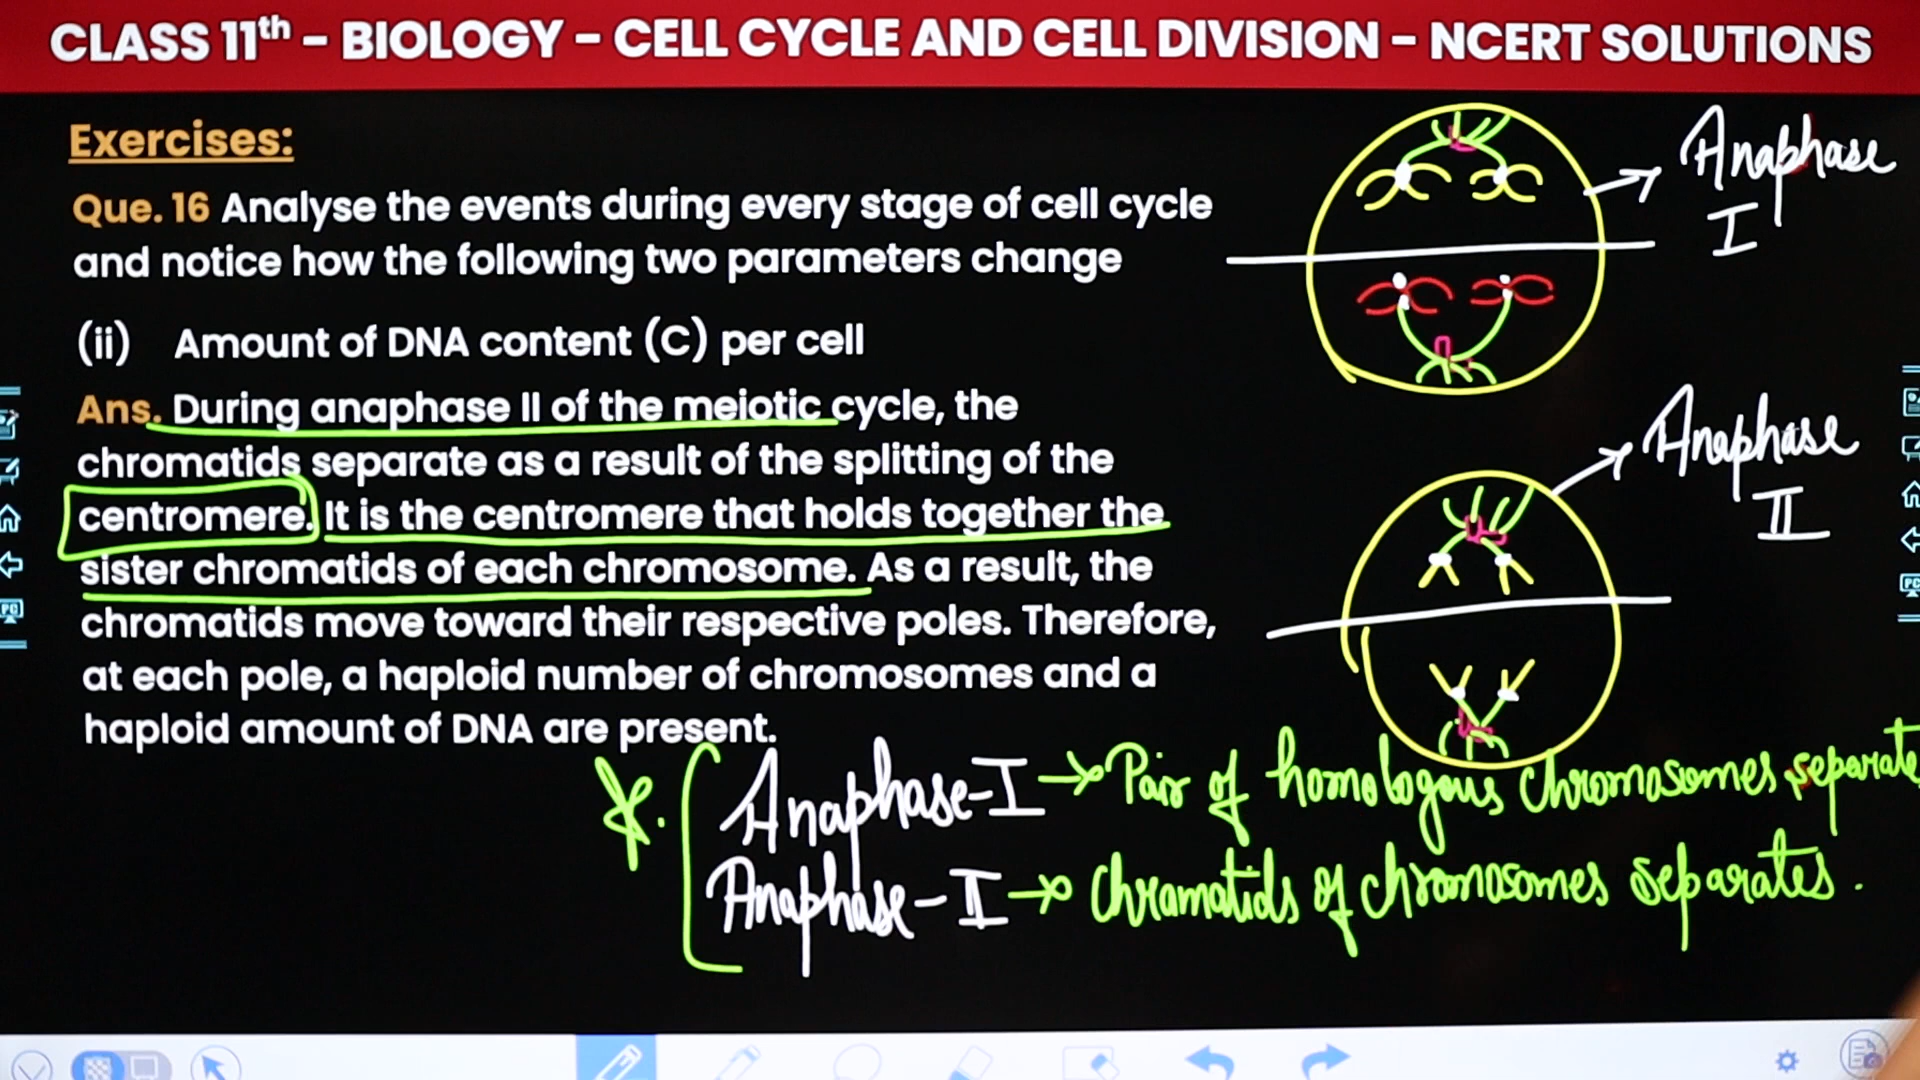 CLASS 11th - BIOLOGY - CELL CYCLE AND CELL DIVISION - NCERT SOLUTIONS
Exercises:
Que. 16 Analyse the events during every stage of cell cycle
and notice how the following two parameters change
(ii) Amount of DNA content (C) per cell
Ans. During anaphase II of the meiotic cycle, the
chromatids separate as a result of the splitting of the
centromere. It is the centromere that holds together the
sister chromatids of each chromosome. As a result, the
chromatids move toward their respective poles. Therefore,
at each pole, a haploid number of chromosomes and a
haploid amount of DNA are present.
Anaphase
I
Anaphase
II
Anaphase-I → Pair of homologous chromosomes separate
Anaphase-II → Chramatids of chromosomes separates.
PC
PC